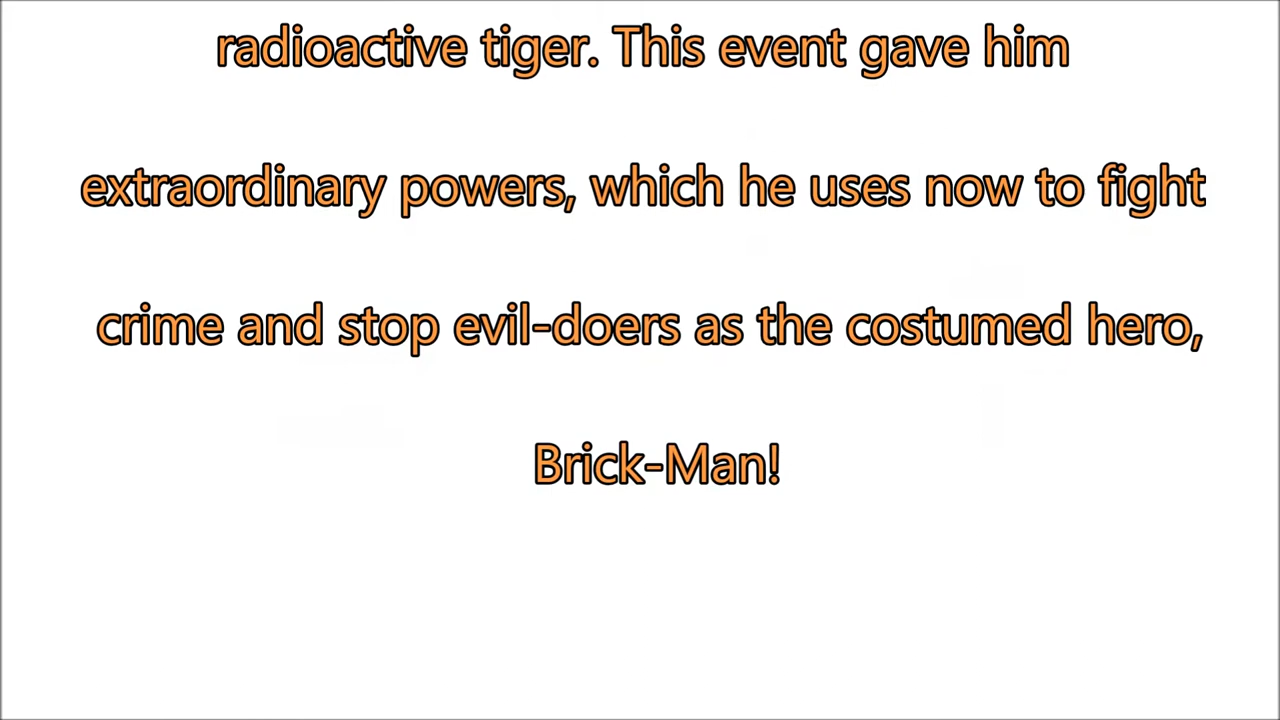 radioactive tiger. This event gave him
extraordinary powers, which he uses now to fight
crime and stop evil-doers as the costumed hero,
Brick-Man!